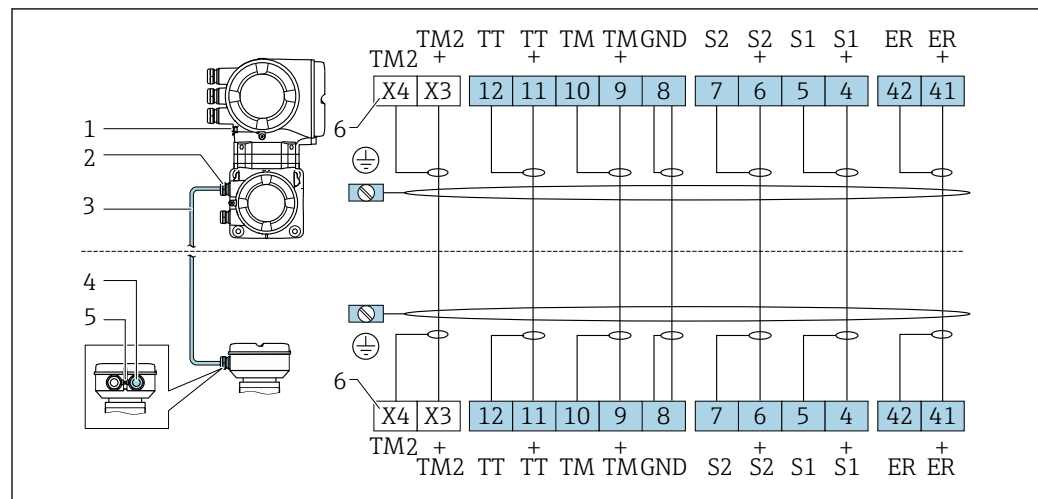 TM2 TT TT TM TM GND S2 S2 S1 S1 ER ER
TM2 + + + + + +
X4 X3 12 11 10 9 8 7 6 5 4 42 41
6
1
2
3
4
5
6
X4 X3 12 11 10 9 8 7 6 5 4 42 41
TM2 + + + + + +
TM2 TT TT TM TM GND S2 S2 S1 S1 ER ER